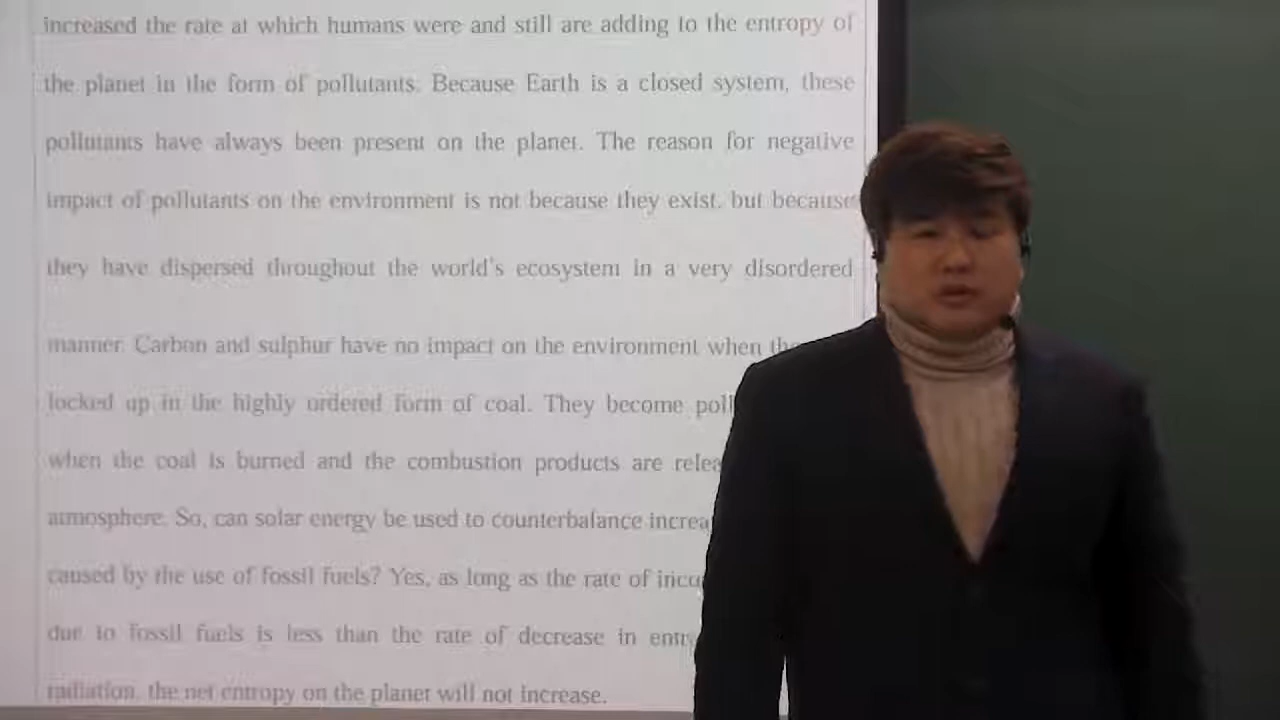 increased the rate at which humans were and still are adding to the entropy of
the planet in the form of pollutants. Because Earth is a closed system, these
pollutants have always been present on the planet. The reason for negative
impact of pollutants on the environment is not because they exist, but because
they have dispersed throughout the world's ecosystem in a very disordered
manner. Carbon and sulphur have no impact on the environment when
locked up in the highly ordered form of coal. They become
when the coal is burned and the combustion products are
atmosphere. So, can solar energy be used to counterbalance
caused by the use of fossil fuels? Yes, as long as the rate of
due to fossil fuels is less than the rate of decrease in
radiation, the net entropy on the planet will not increase.